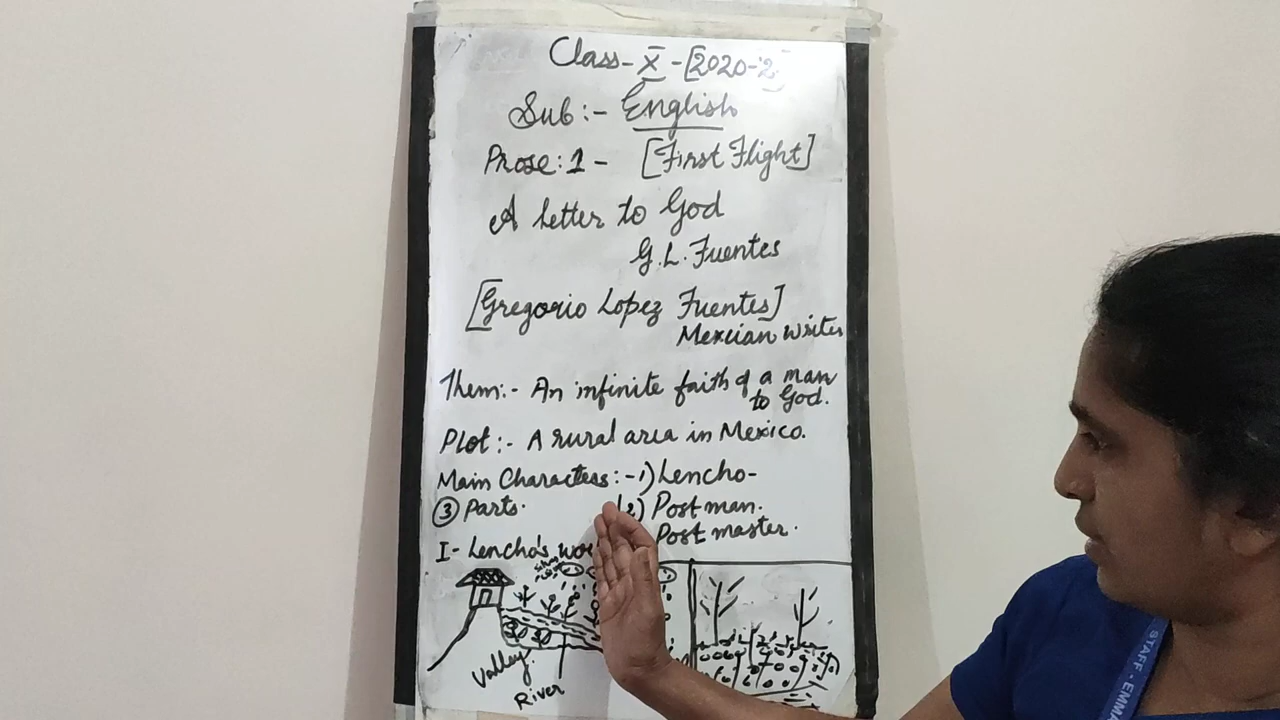 Class-X-[2020-2
Sub:- English
Prose:1- [First Flight]
A Letter to God
G.L. Fuentes
[Gregorio Lopez Fuentes]
Mexcian writer
Them:- An infinite faith of a man
to God.
Plot:- A rural area in Mexico.
Main Characters:-1) Lencho-
③ Parts. 2) Post man.
Post master.
I- Lencho's
Valley.
River
STAFF - EMMA